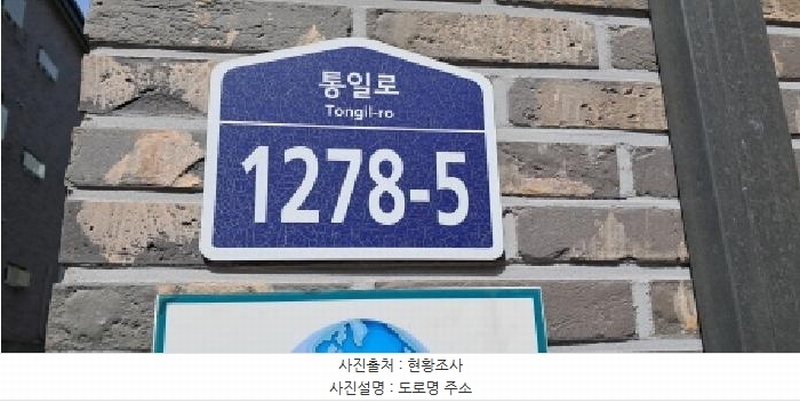 통일로
Tongil-ro
1278-5
사진출처 : 현황조사
사진설명 : 도로명 주소